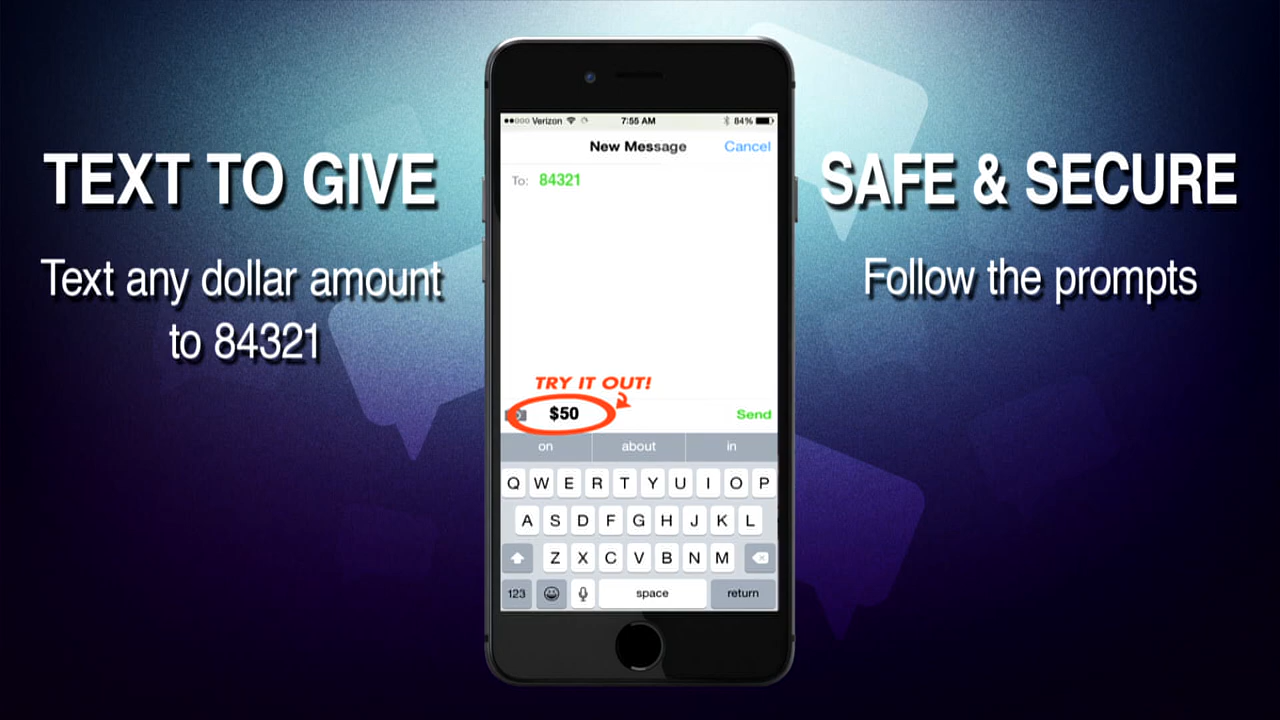 TEXT TO GIVE
Text any dollar amount
to 84321
Verizon 7:55 AM 84%
New Message Cancel
To: 84321
TRY IT OUT!
$50 Send
on about in
Q W E R T Y U I O P
A S D F G H J K L
Z X C V B N M
123 space return
SAFE & SECURE
Follow the prompts